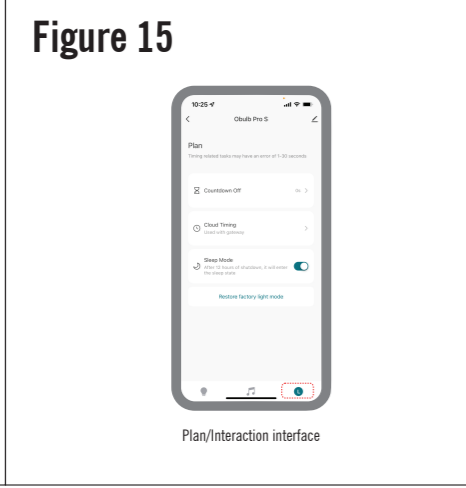 Figure 15
10:25
Obulb Pro S
Plan
Timing related tasks may have an error of 1-30 seconds
Countdown Off
Cloud Timing
Used with gateway
Sleep Mode
After 12 hours of shutdown, it will enter
the sleep state
Restore factory light mode
Plan/Interaction interface